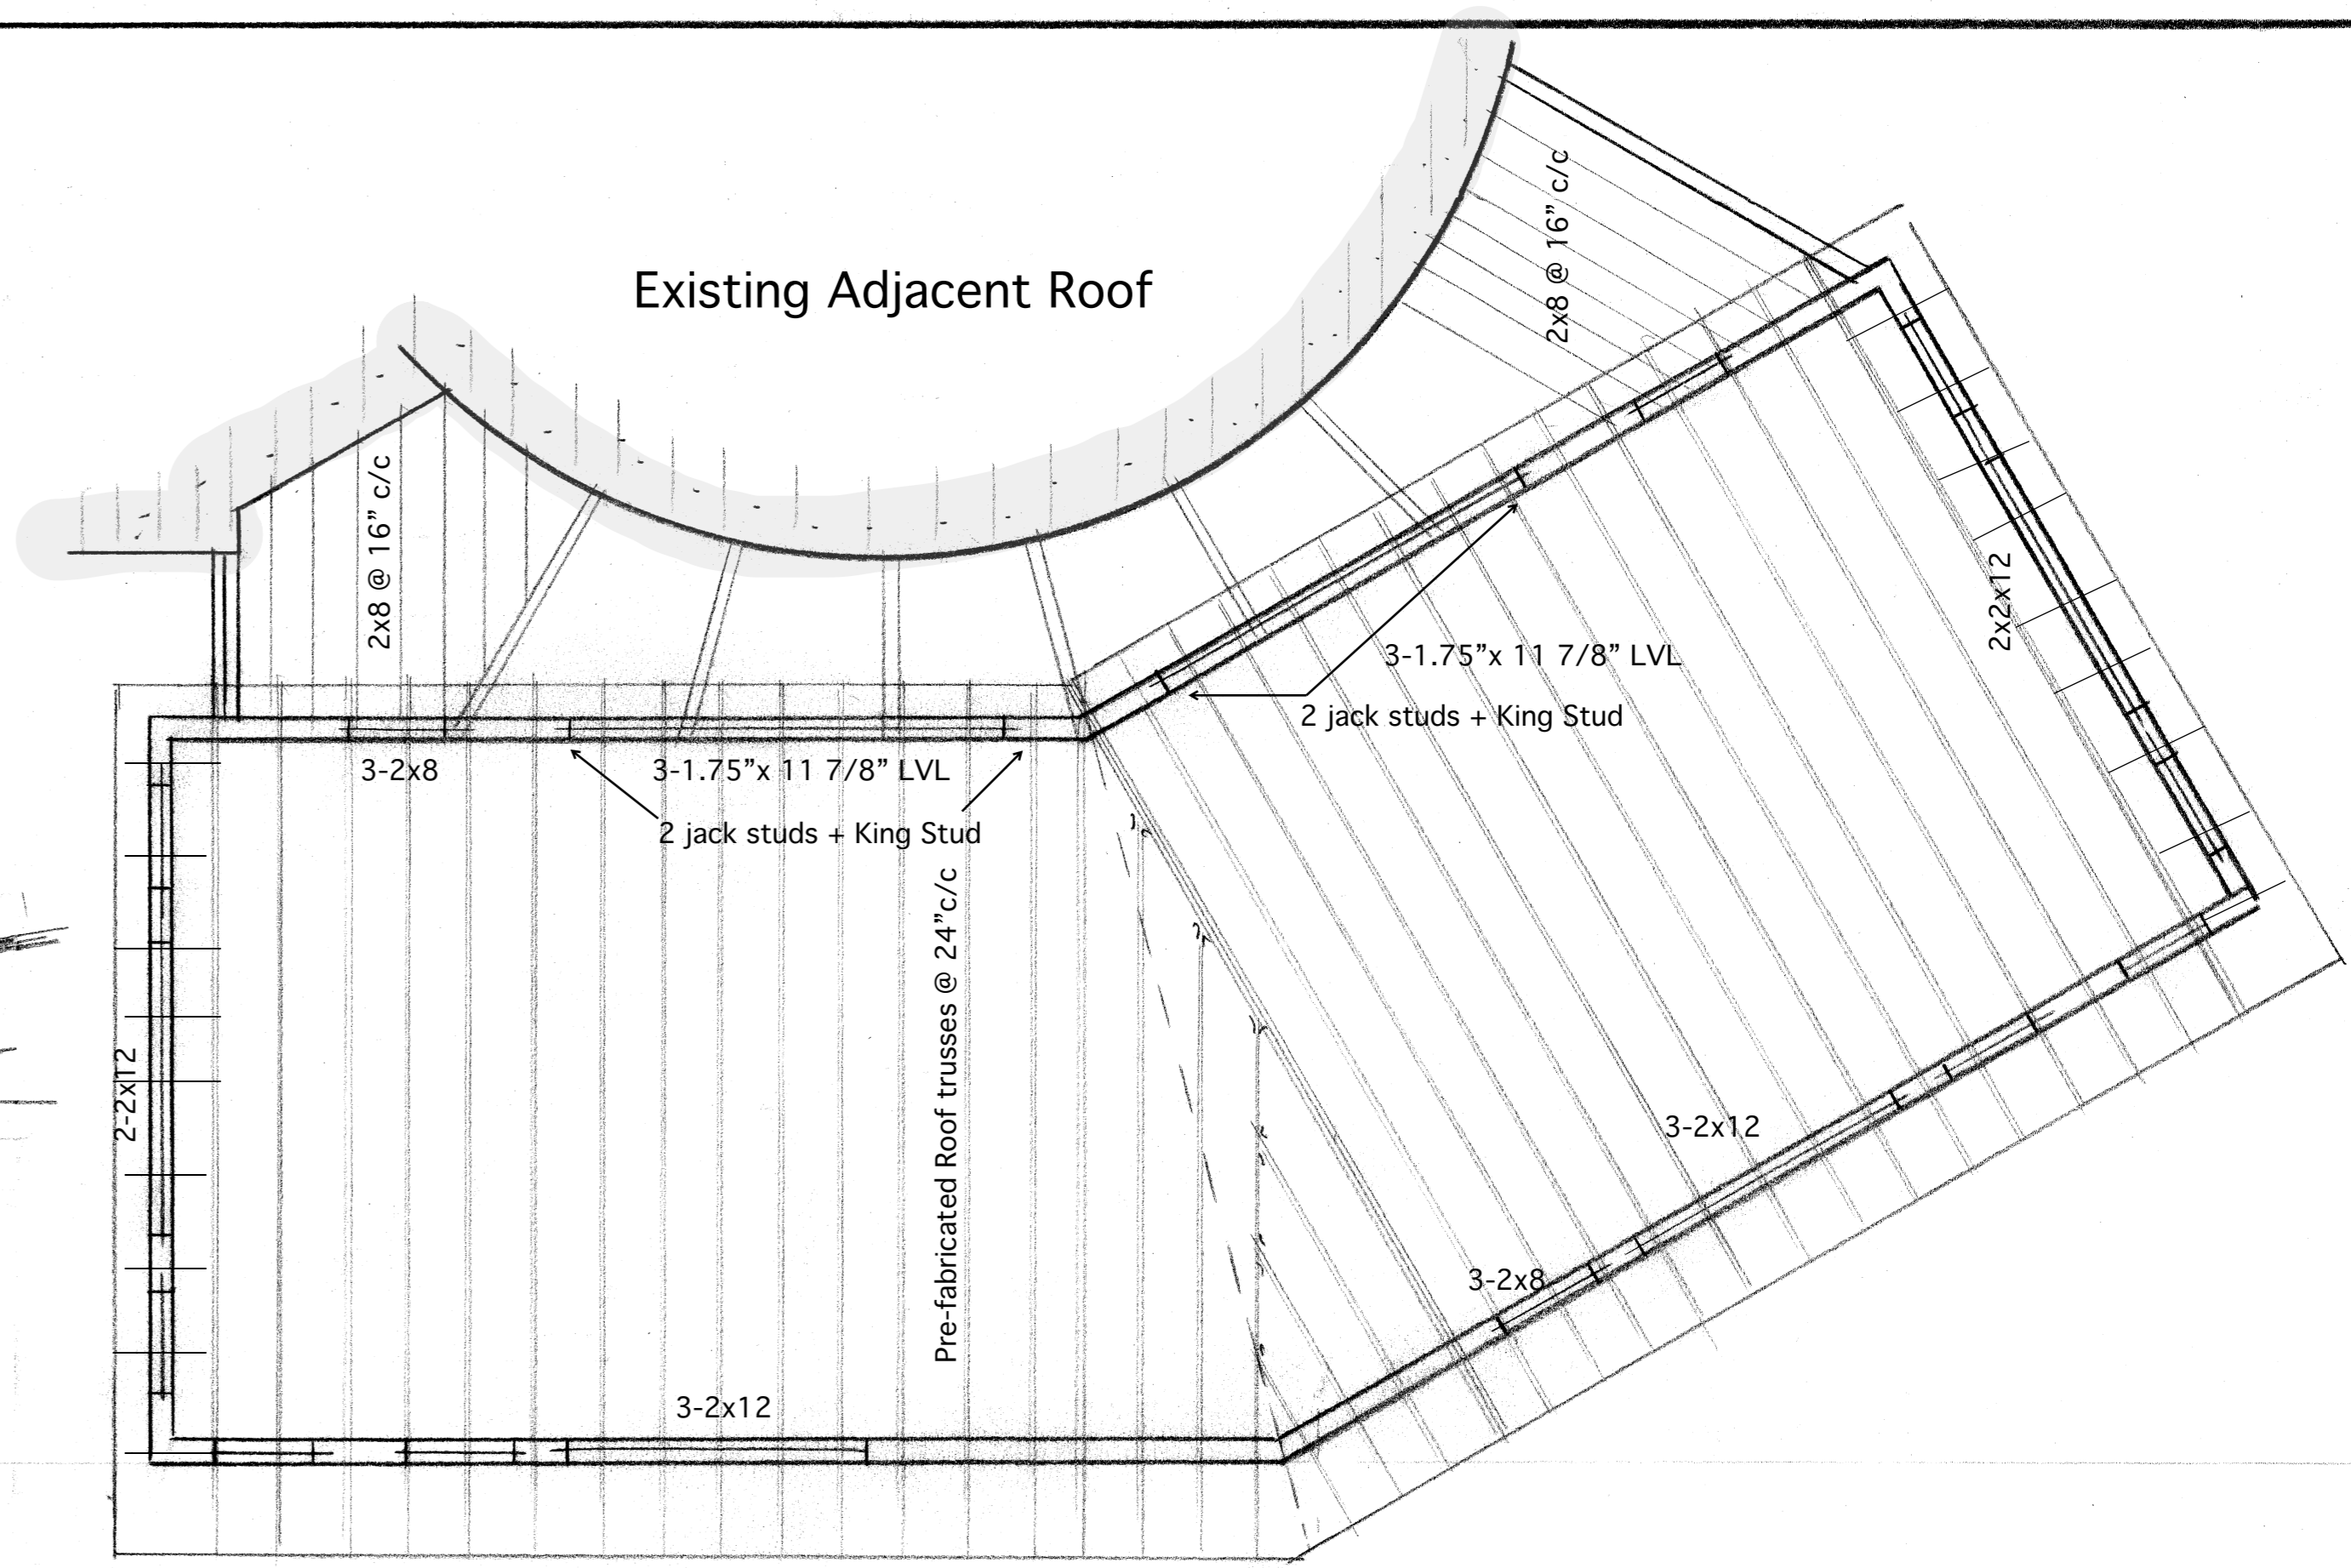 Existing Adjacent Roof
2x8 @ 16” c/c
2x8 @ 16” c/c
2x2x12
3-1.75”x 11 7/8” LVL
2 jack studs + King Stud
3-2x8
3-1.75”x 11 7/8” LVL
2 jack studs + King Stud
Pre-fabricated Roof trusses @ 24”c/c
2-2x12
3-2x12
3-2x8
3-2x12